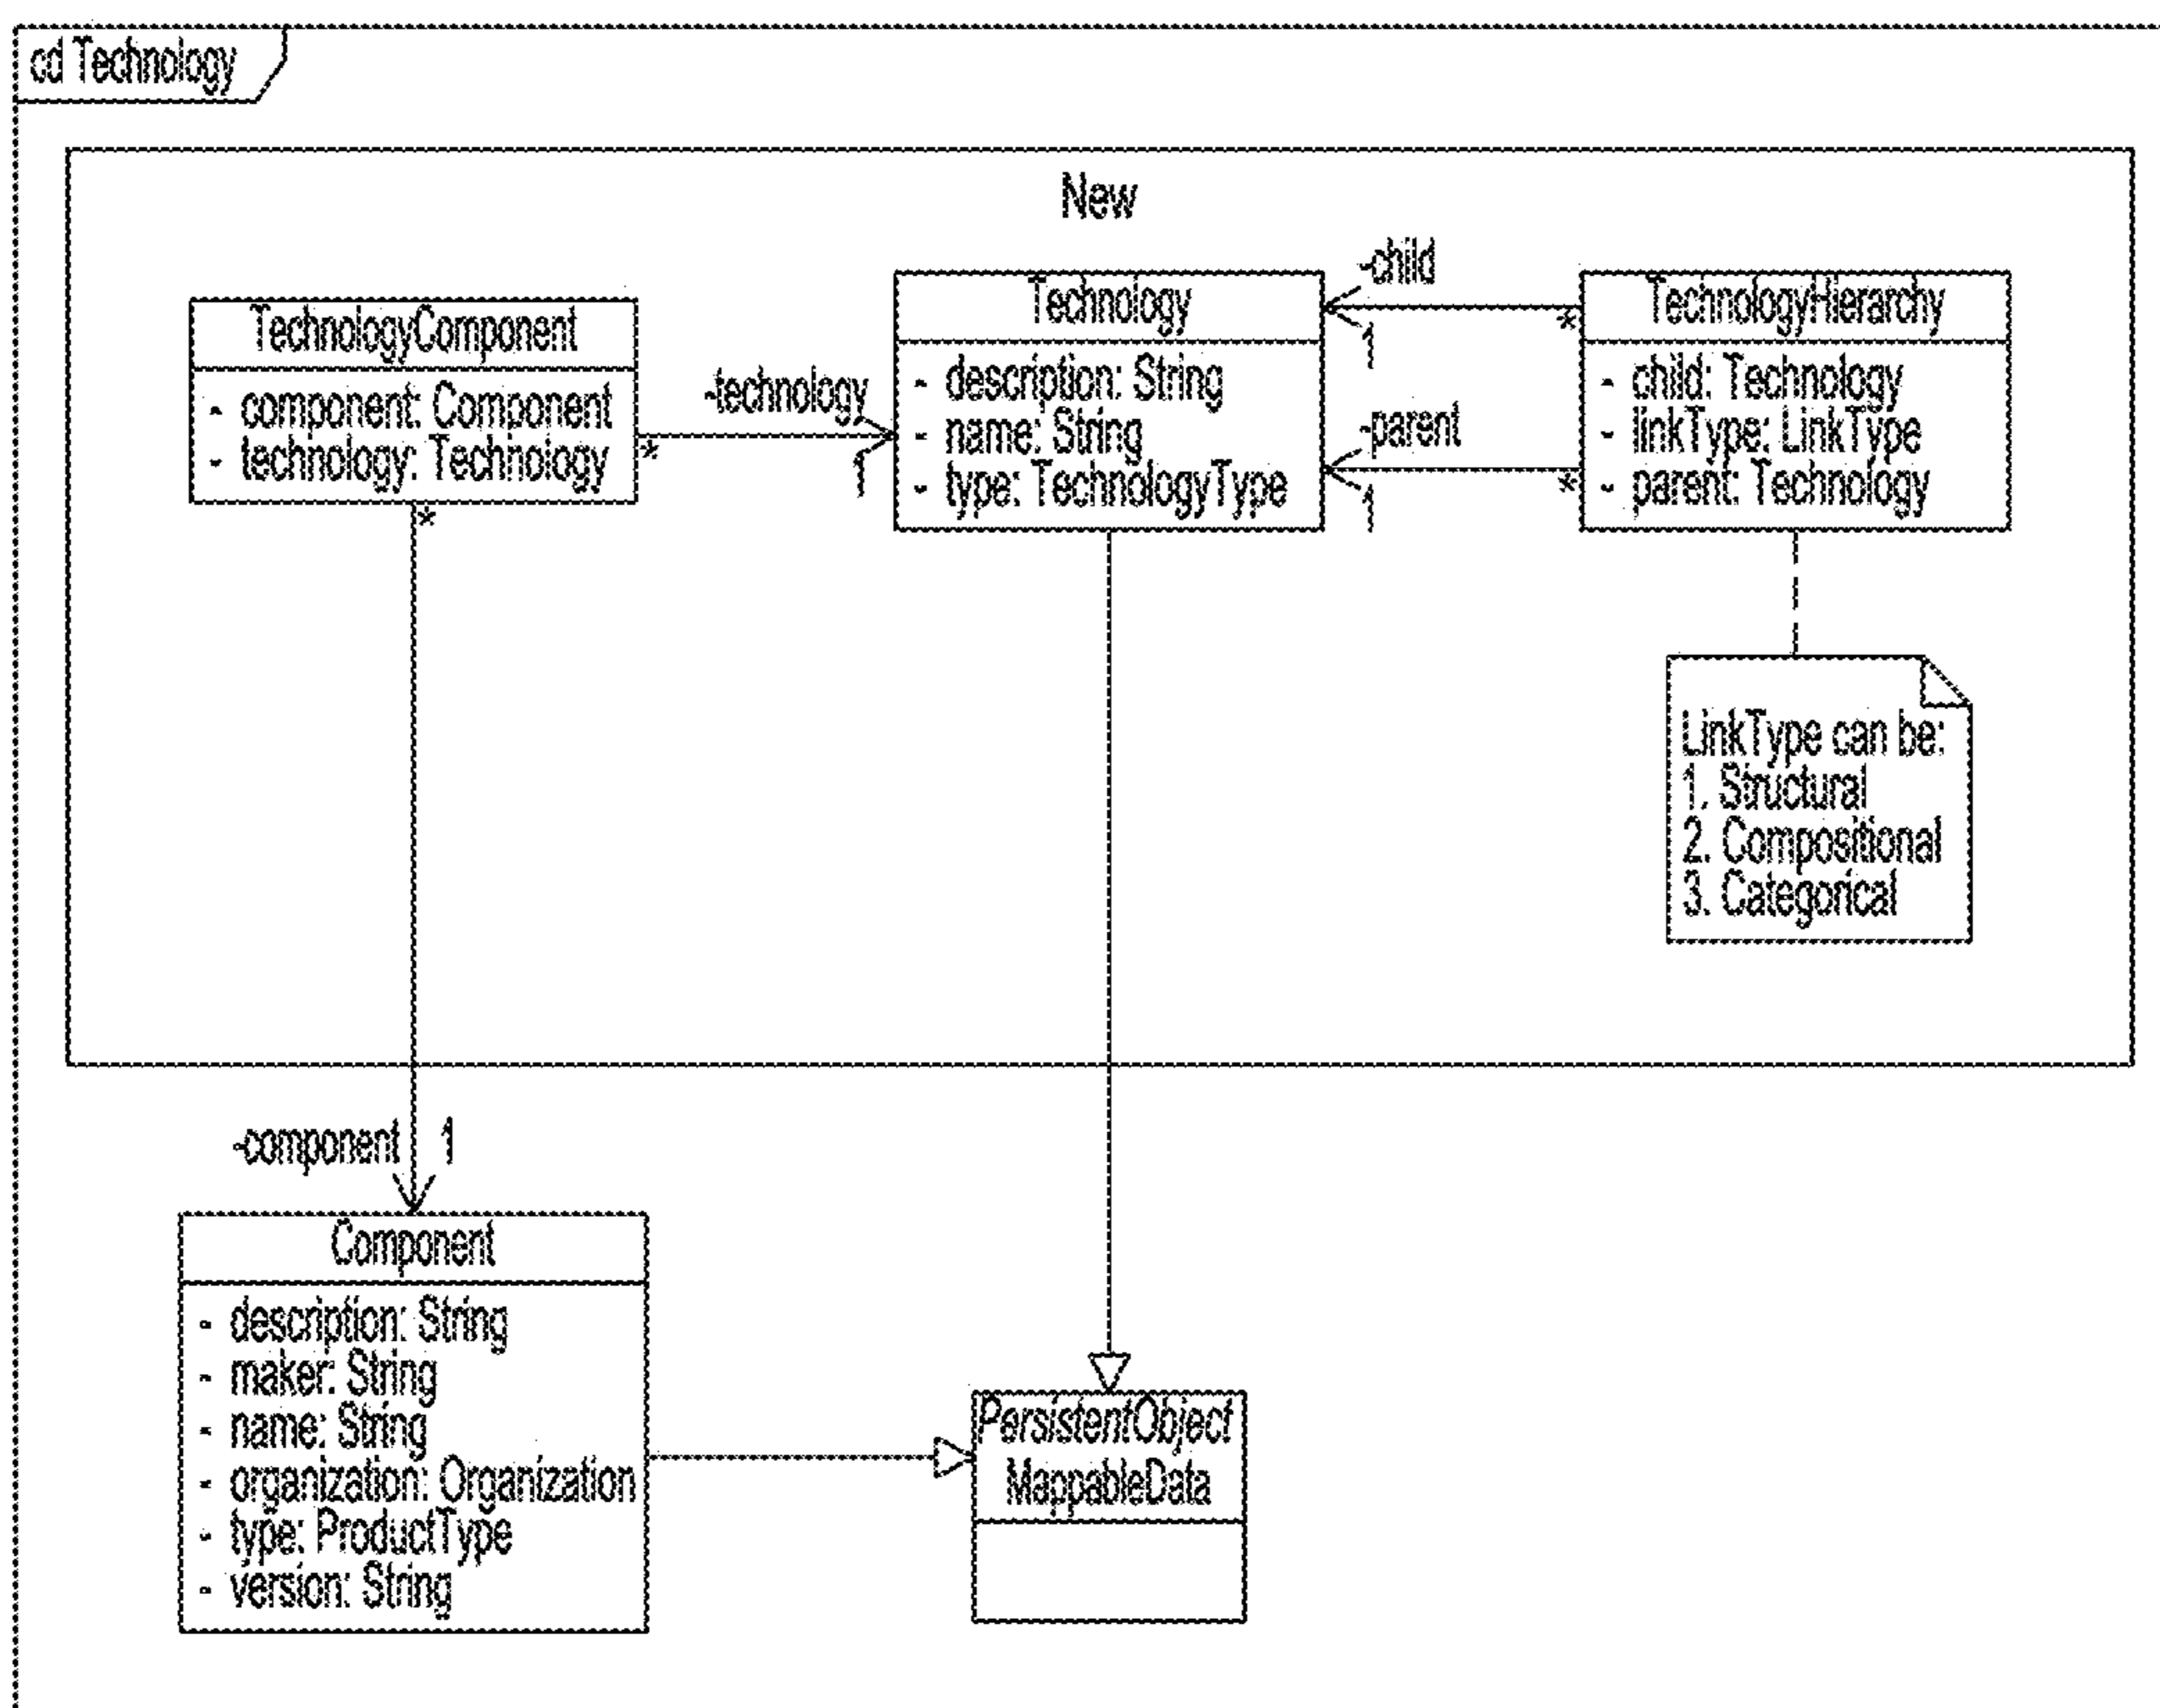 cd Technology
New
TechnologyComponent
- component: Component
- technology: Technology
*
-technology
1
*
Technology
- description: String
- name: String
- type: TechnologyType
-child
1
*
-parent
1
*
TechnologyHierarchy
- child: Technology
- linkType: LinkType
- parent: Technology
LinkType can be:
1. Structural
2. Compositional
3. Categorical
-component 1
Component
- description: String
- maker: String
- name: String
- organization: Organization
- type: ProductType
- version: String
PersistentObject
MappableData